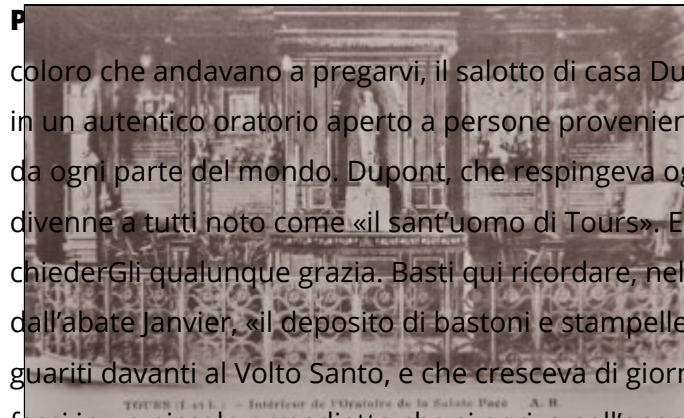 P
coloro che andavano a pregarvi, il salotto di casa Du
in un autentico oratorio aperto a persone provenier
da ogni parte del mondo. Dupont, che respingeva og
divenne a tutti noto come «il sant'uomo di Tours». E
chiederGli qualunque grazia. Basti qui ricordare, nel
dall'abate Janvier, «il deposito di bastoni e stampelle
guariti davanti al Volto Santo, e che cresceva di giorn
TOURS (I.-et-L.) – Intérieur de l'Oratoire de la Sainte Face A. B.